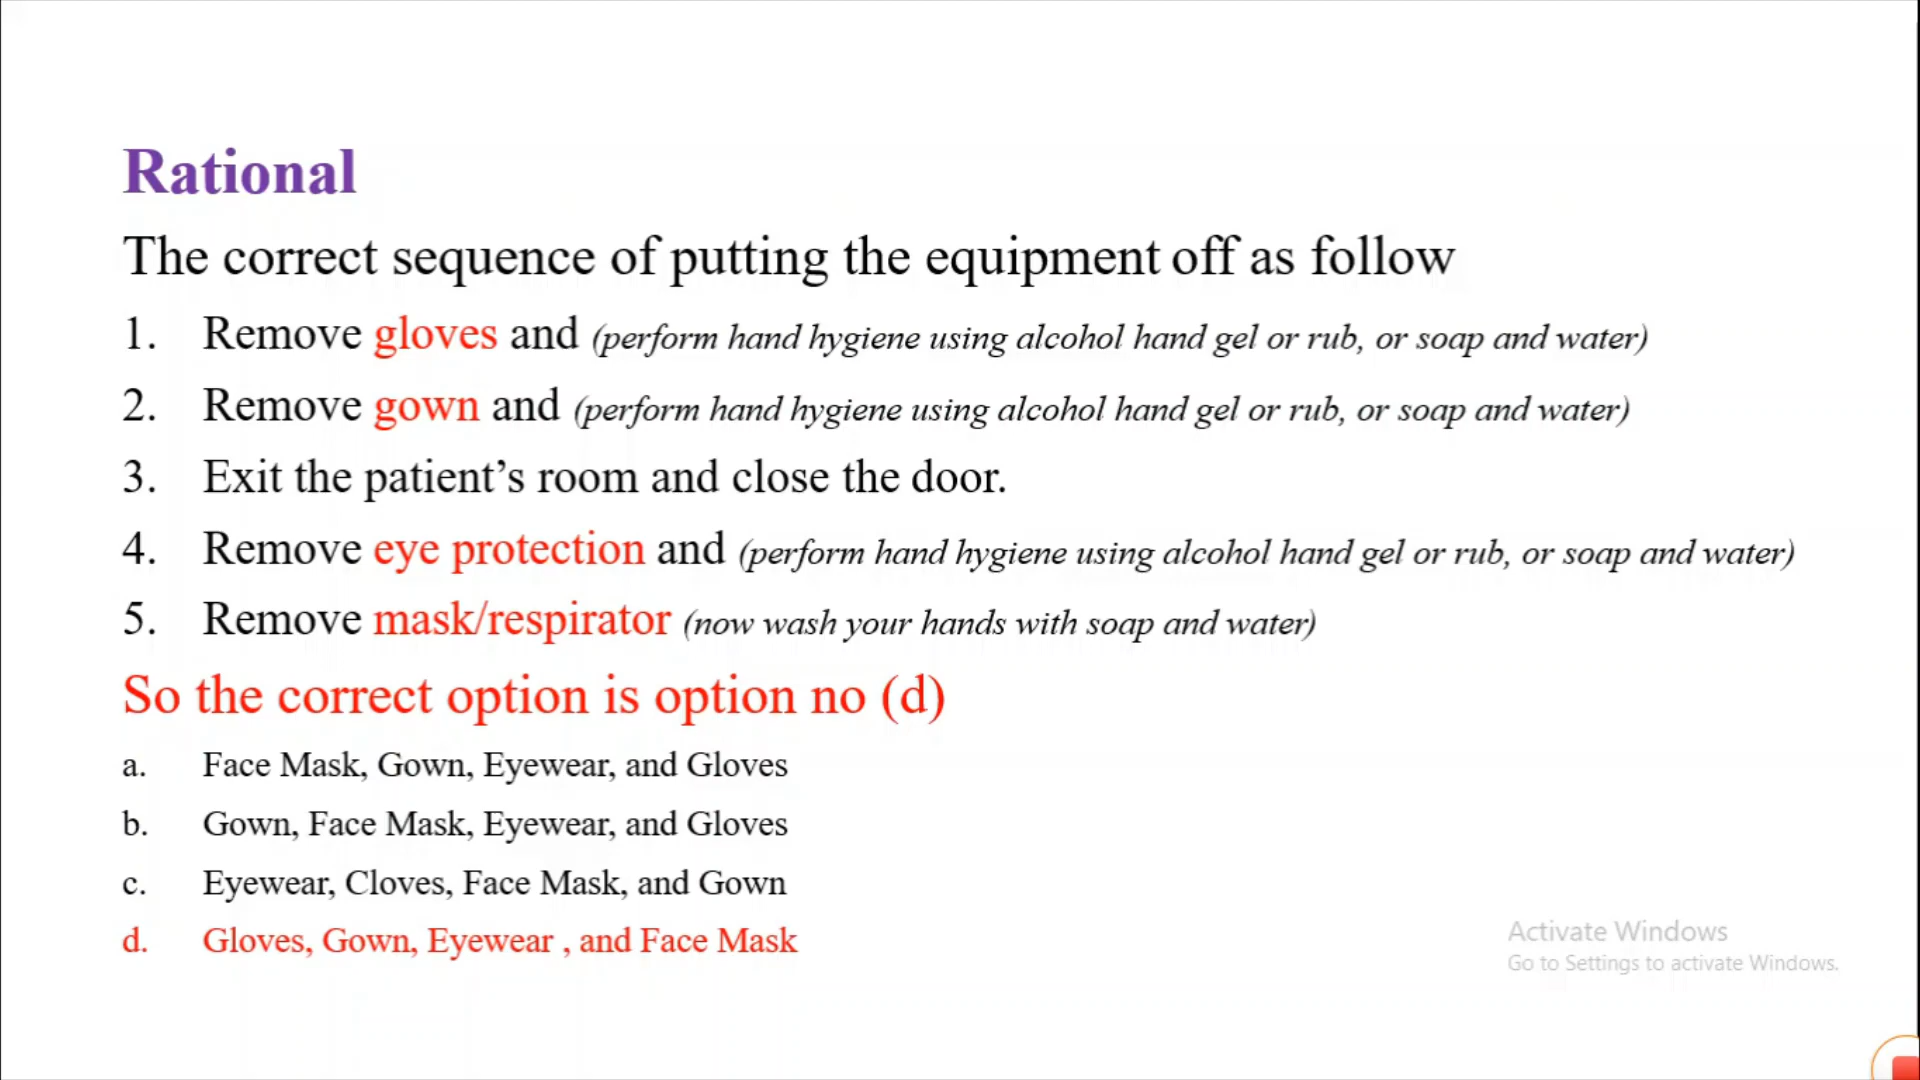 Rational
The correct sequence of putting the equipment off as follow
1. Remove gloves and (perform hand hygiene using alcohol hand gel or rub, or soap and water)
2. Remove gown and (perform hand hygiene using alcohol hand gel or rub, or soap and water)
3. Exit the patient’s room and close the door.
4. Remove eye protection and (perform hand hygiene using alcohol hand gel or rub, or soap and water)
5. Remove mask/respirator (now wash your hands with soap and water)
So the correct option is option no (d)
a. Face Mask, Gown, Eyewear, and Gloves
b. Gown, Face Mask, Eyewear, and Gloves
c. Eyewear, Cloves, Face Mask, and Gown
d. Gloves, Gown, Eyewear , and Face Mask
Activate Windows
Go to Settings to activate Windows.